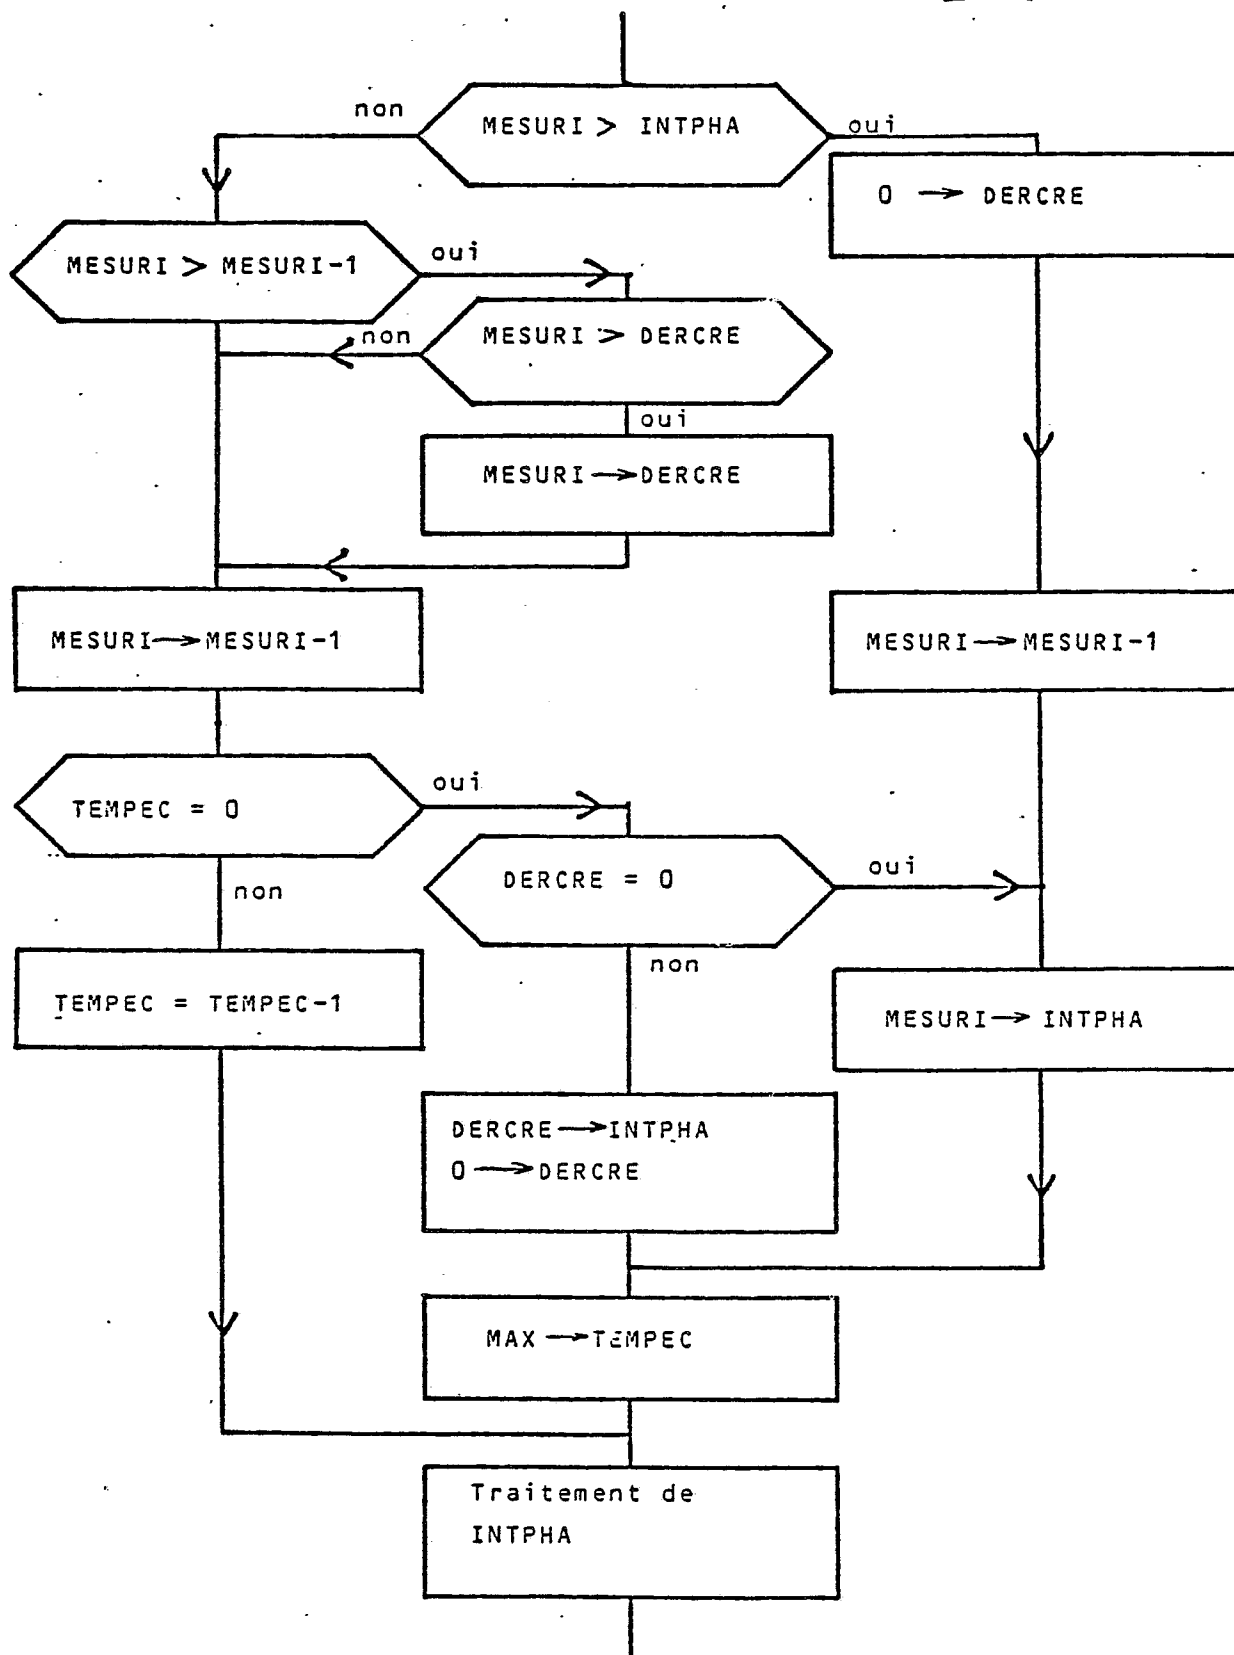 non
MESURI > INTPHA
oui
0 → DERCRE
MESURI > MESURI-1
oui
non
MESURI > DERCRE
oui
MESURI → DERCRE
MESURI → MESURI-1
MESURI → MESURI-1
TEMPEC = 0
oui
non
DERCRE = 0
oui
non
TEMPEC = TEMPEC-1
MESURI → INTPHA
DERCRE → INTPHA
0 → DERCRE
MAX → TEMPEC
Traitement de
INTPHA